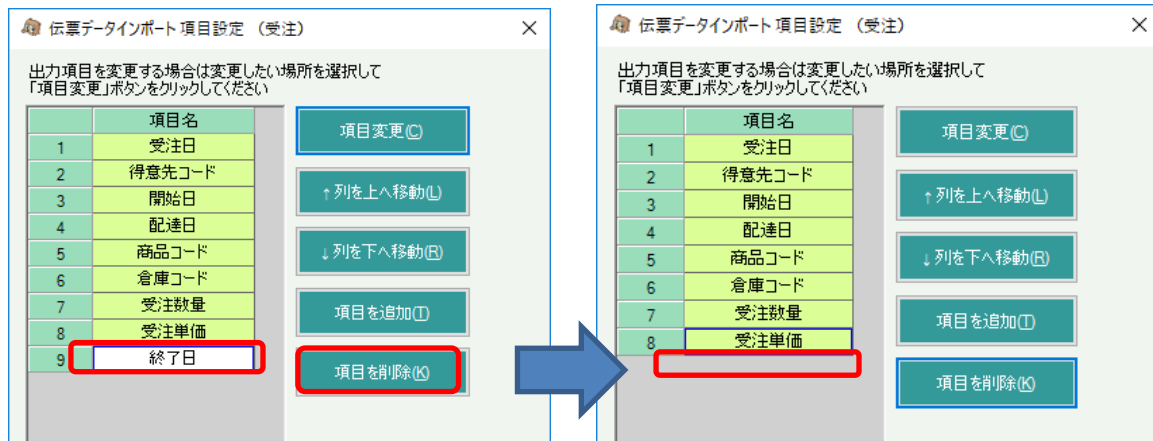 伝票データインポート 項目設定 （受注）
出力項目を変更する場合は変更したい場所を選択して
「項目変更」ボタンをクリックしてください
項目名
1 受注日
2 得意先コード
3 開始日
4 配達日
5 商品コード
6 倉庫コード
7 受注数量
8 受注単価
9 終了日
項目変更(C)
↑列を上へ移動(L)
↓列を下へ移動(R)
項目を追加(T)
項目を削除(K)
伝票データインポート 項目設定 （受注）
出力項目を変更する場合は変更したい場所を選択して
「項目変更」ボタンをクリックしてください
項目名
1 受注日
2 得意先コード
3 開始日
4 配達日
5 商品コード
6 倉庫コード
7 受注数量
8 受注単価
項目変更(C)
↑列を上へ移動(L)
↓列を下へ移動(R)
項目を追加(T)
項目を削除(K)